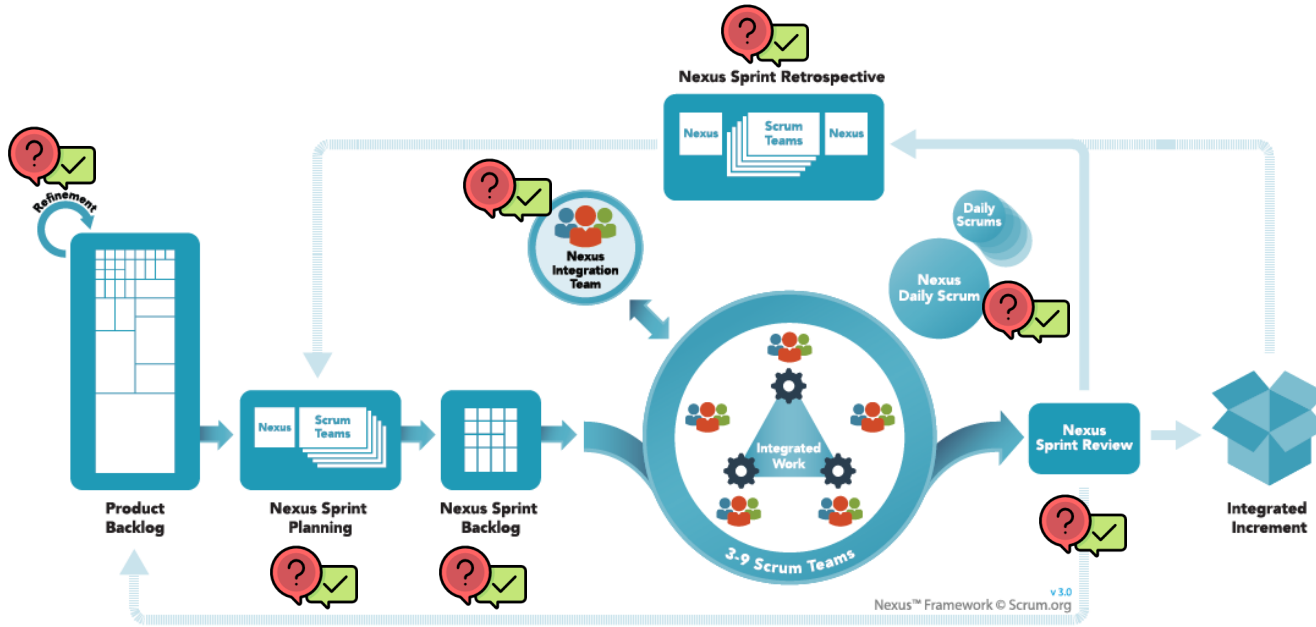 Nexus Sprint Retrospective
Nexus
Scrum
Teams
Nexus
Refinement
Nexus
Integration
Team
Daily
Scrums
Nexus
Daily Scrum
Nexus
Scrum
Teams
Integrated
Work
Nexus
Sprint Review
Product
Backlog
Nexus Sprint
Planning
Nexus Sprint
Backlog
3-9 Scrum Teams
Integrated
Increment
v 3.0
Nexus™ Framework © Scrum.org